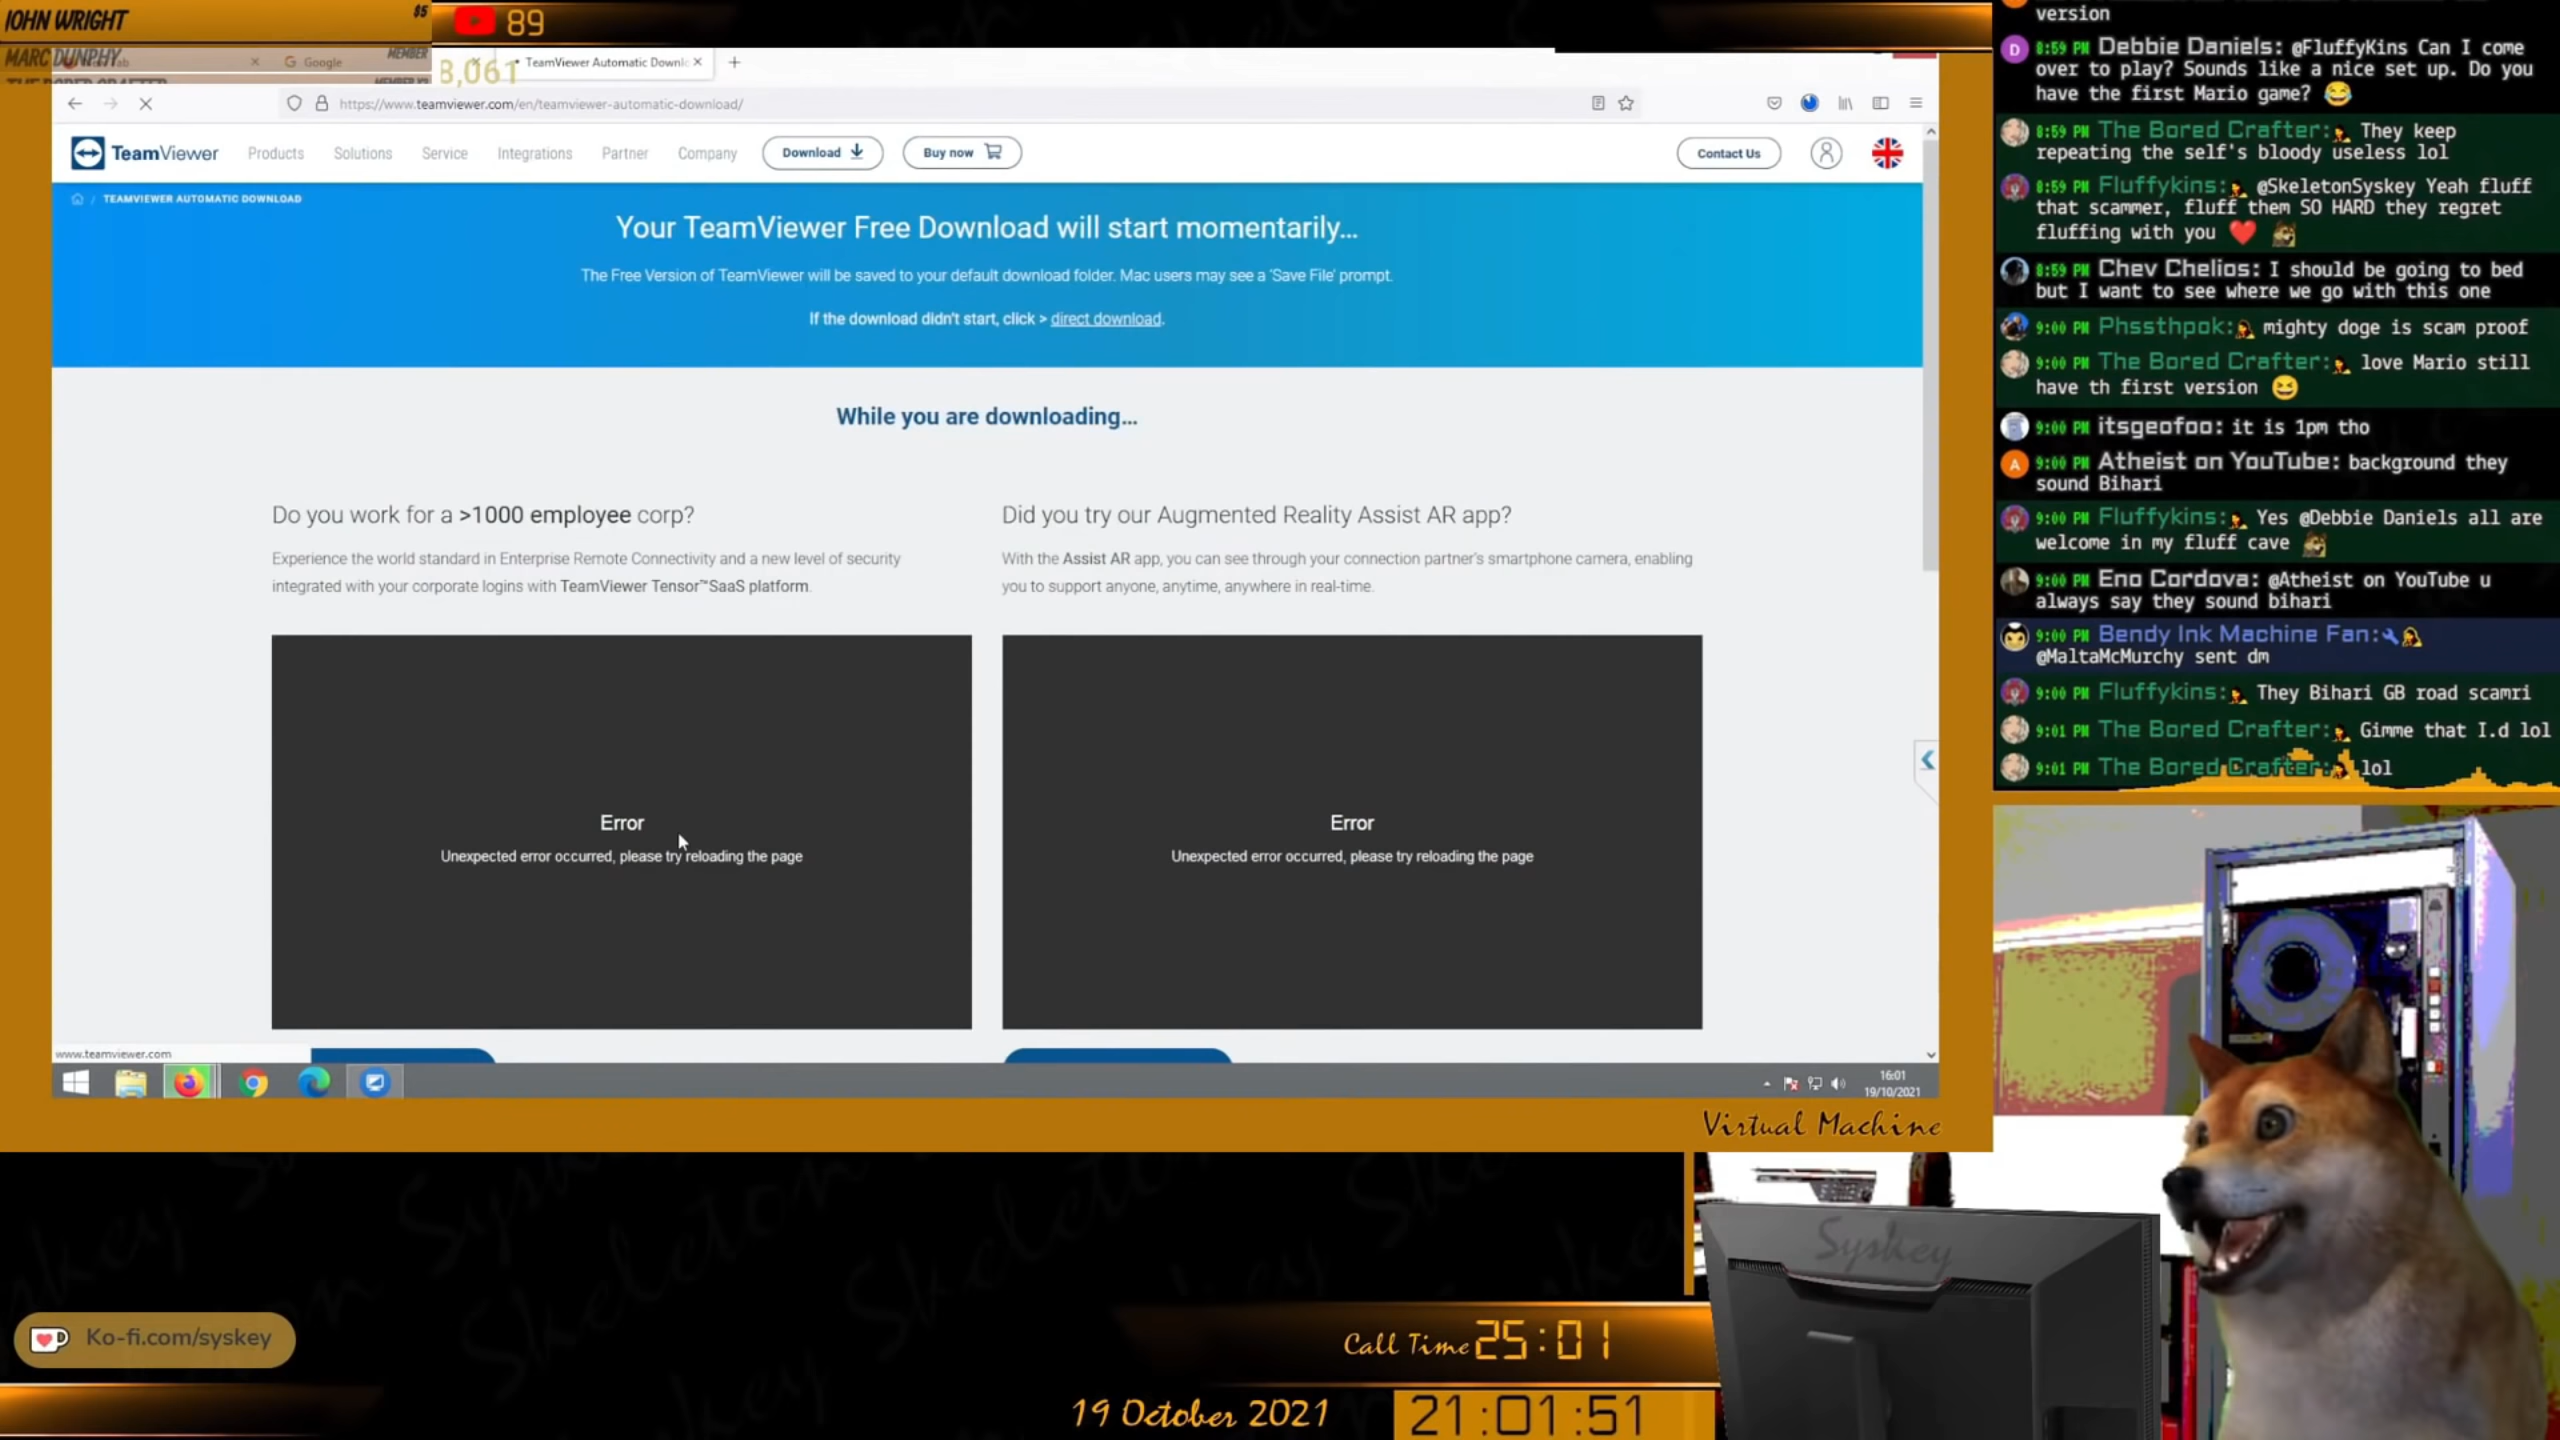 JOHN WRIGHT
$5
89
MARC DUNPHY
MEMBER
Google
3,061
TeamViewer Automatic Downl
https://www.teamviewer.com/en/teamviewer-automatic-download/
TeamViewer
Products
Solutions
Service
Integrations
Partner
Company
Download
Buy now
Contact Us
TEAMVIEWER AUTOMATIC DOWNLOAD
Your TeamViewer Free Download will start momentarily...
The Free Version of TeamViewer will be saved to your default download folder. Mac users may see a 'Save File' prompt.
If the download didn't start, click > direct download.
While you are downloading...
Do you work for a >1000 employee corp?
Experience the world standard in Enterprise Remote Connectivity and a new level of security
integrated with your corporate logins with TeamViewer Tensor™SaaS platform.
Did you try our Augmented Reality Assist AR app?
With the Assist AR app, you can see through your connection partner's smartphone camera, enabling
you to support anyone, anytime, anywhere in real-time.
Error
Unexpected error occurred, please try reloading the page
Error
Unexpected error occurred, please try reloading the page
www.teamviewer.com
16:01
19/10/2021
Virtual Machine
version
D 8:59 PM Debbie Daniels: @FluffyKins Can I come
over to play? Sounds like a nice set up. Do you
have the first Mario game? 😂
8:59 PM The Bored Crafter: They keep
repeating the self's bloody useless lol
8:59 PM Fluffykins: @SkeletonSyskey Yeah fluff
that scammer, fluff them SO HARD they regret
fluffing with you ❤️
8:59 PM Chev Chelios: I should be going to bed
but I want to see where we go with this one
9:00 PM Phssthpok: mighty doge is scam proof
9:00 PM The Bored Crafter: love Mario still
have th first version 😆
9:00 PM itsgeofoo: it is 1pm tho
A 9:00 PM Atheist on YouTube: background they
sound Bihari
9:00 PM Fluffykins: Yes @Debbie Daniels all are
welcome in my fluff cave
9:00 PM Eno Cordova: @Atheist on YouTube u
always say they sound bihari
9:00 PM Bendy Ink Machine Fan:
@MaltaMcMurchy sent dm
9:00 PM Fluffykins: They Bihari GB road scamri
9:01 PM The Bored Crafter: Gimme that I.d lol
9:01 PM The Bored Crafter: lol
Syskey
Ko-fi.com/syskey
Call Time 25:01
19 October 2021
21:01:51